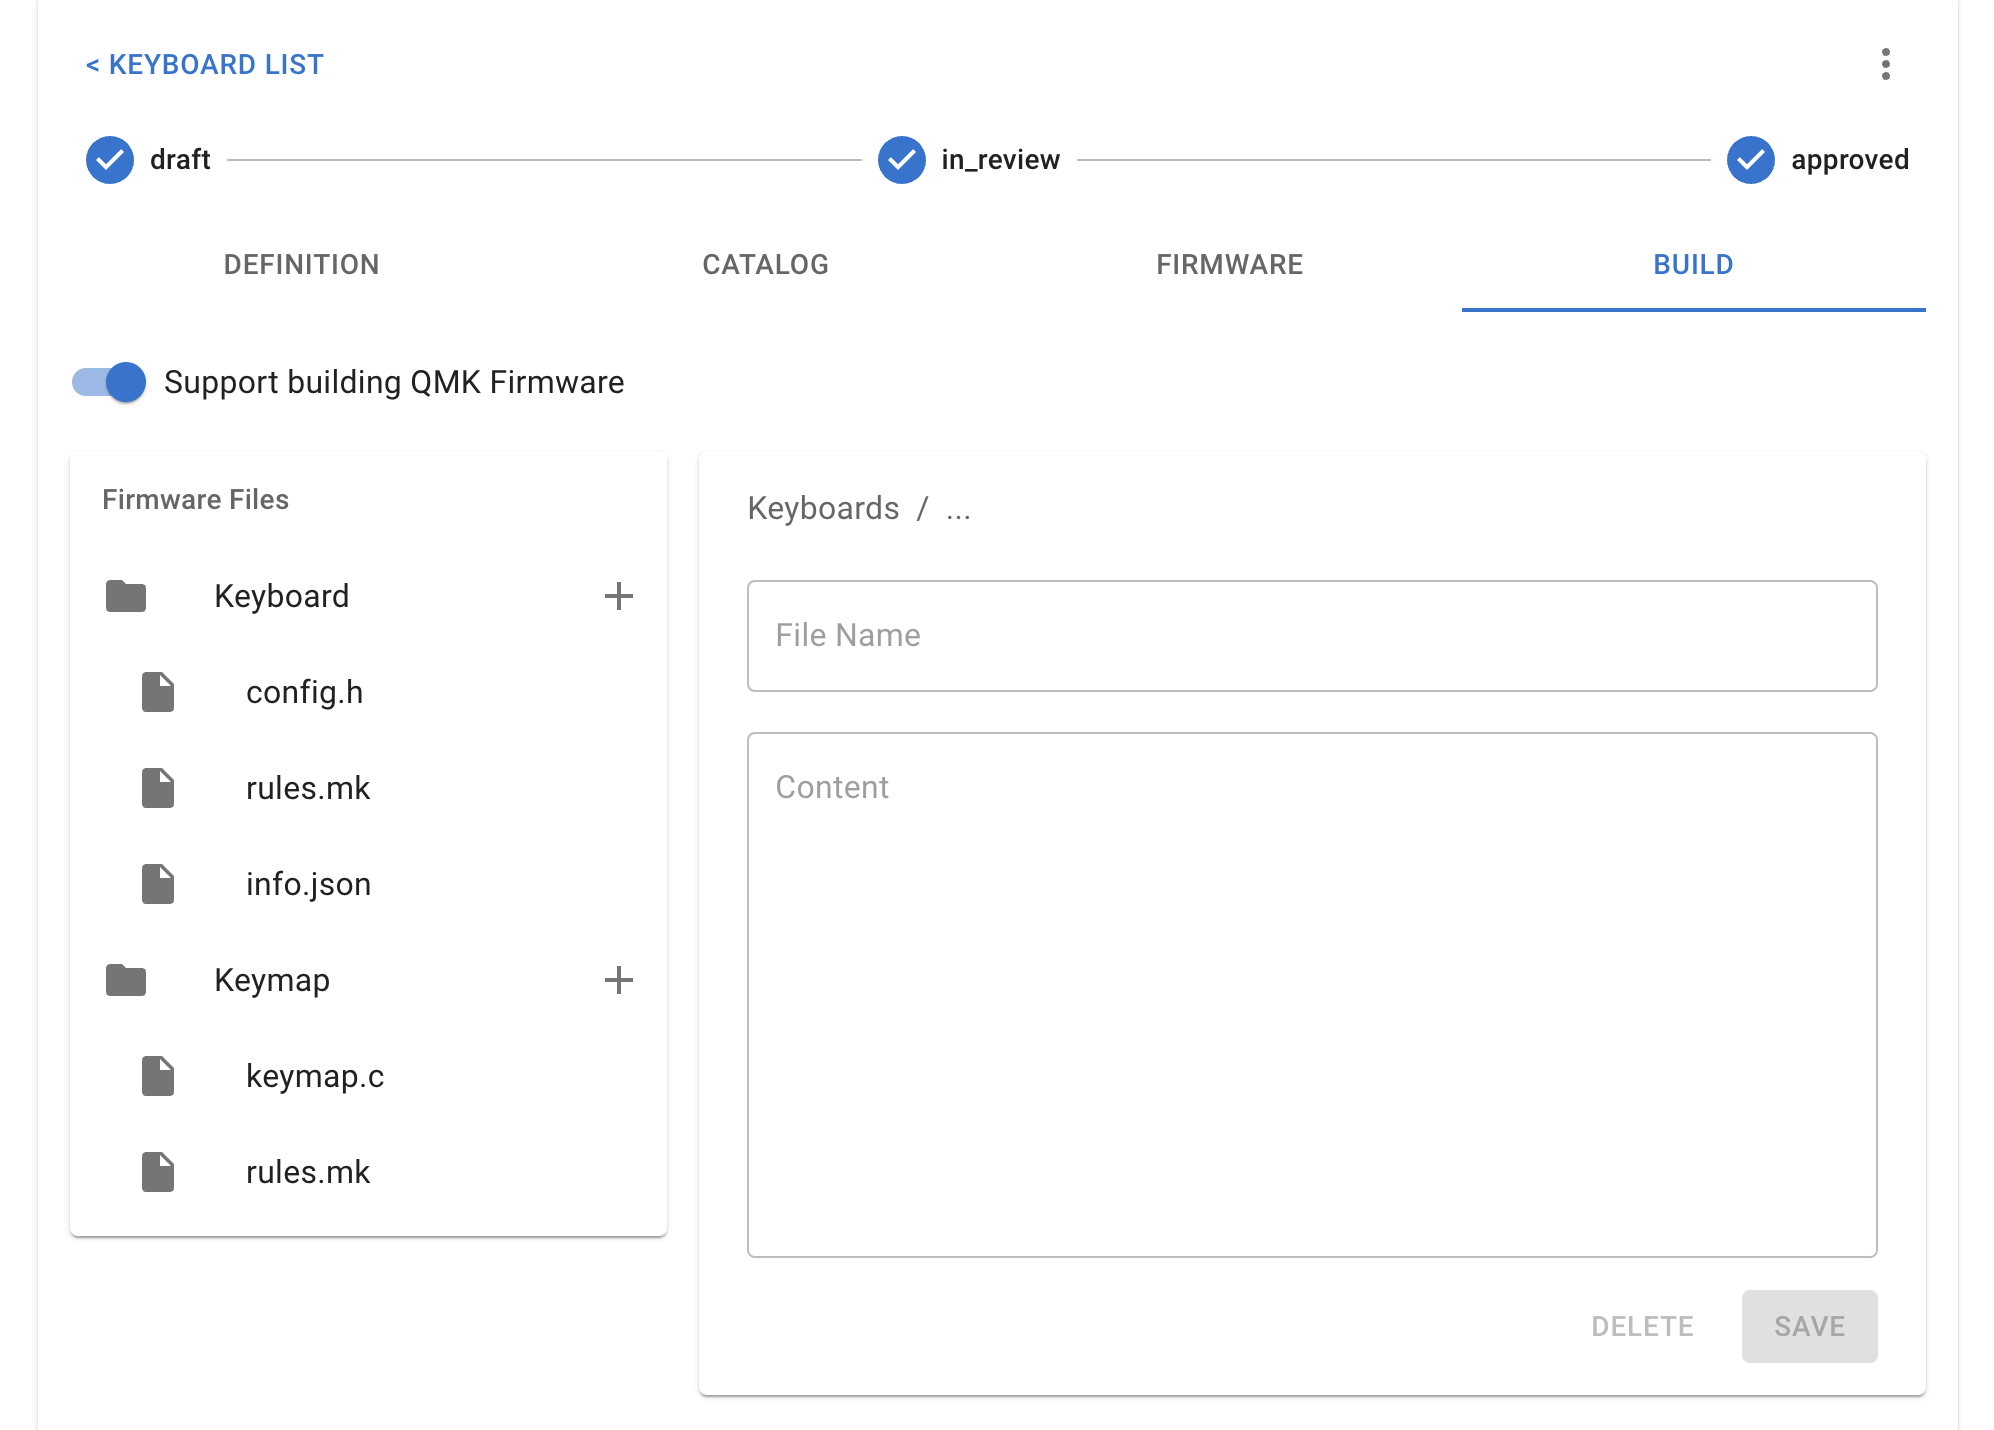 < KEYBOARD LIST
draft
in_review
approved
DEFINITION
CATALOG
FIRMWARE
BUILD
Support building QMK Firmware
Firmware Files
Keyboard
config.h
rules.mk
info.json
Keymap
keymap.c
rules.mk
Keyboards / ...
File Name
Content
DELETE
SAVE